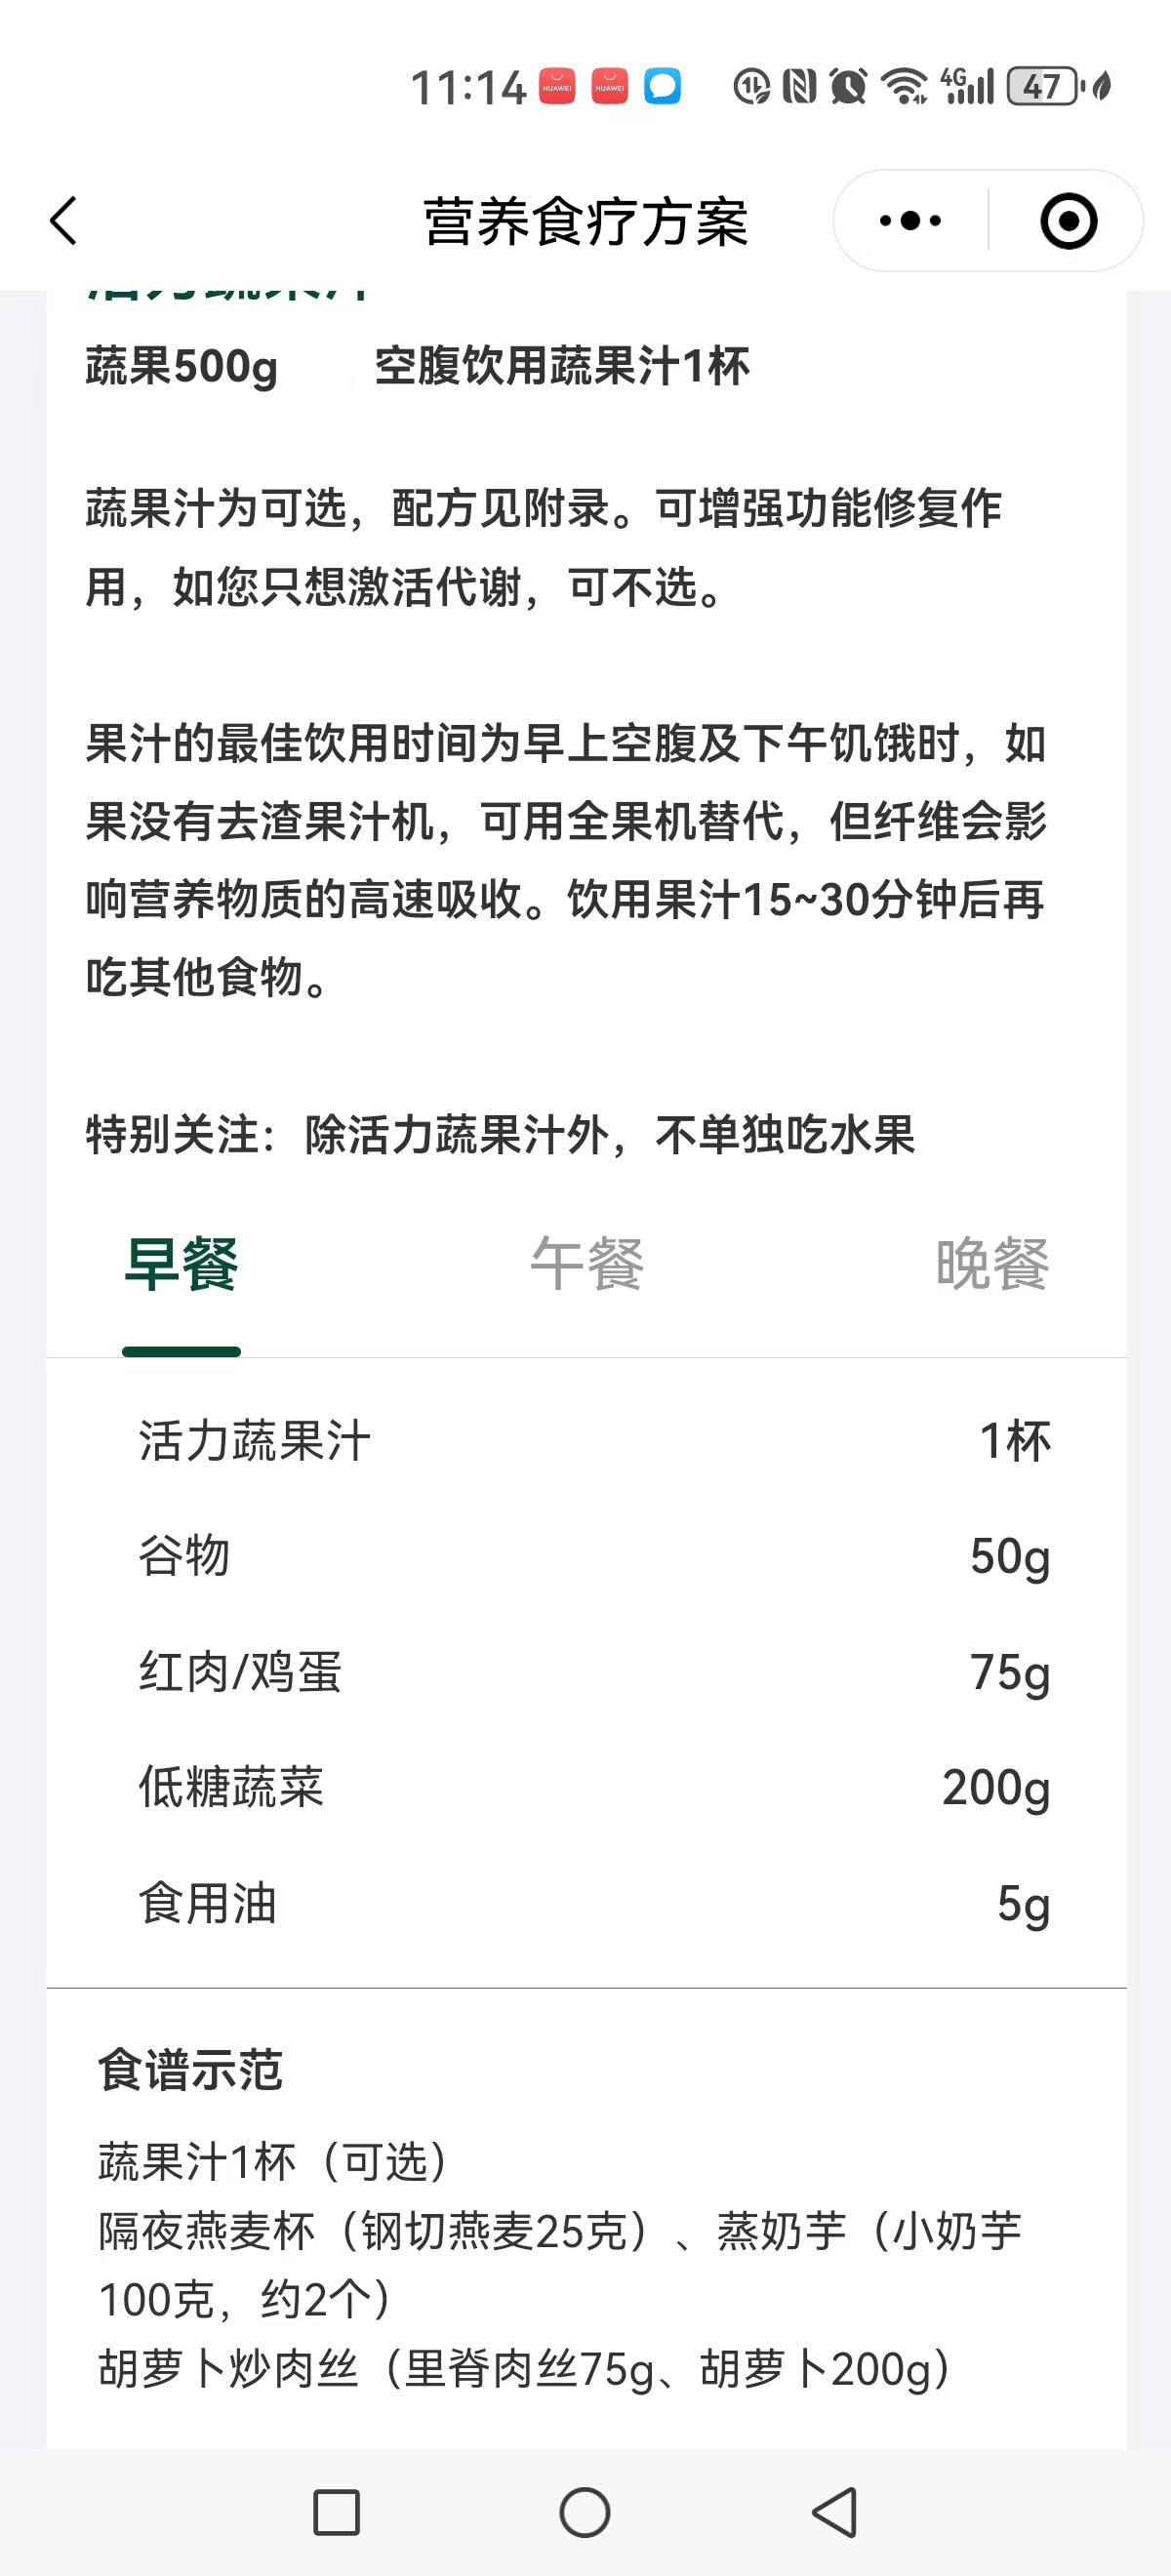 11:14 HUAWEI HUAWEI 4G 47
营养食疗方案
活力蔬果汁
蔬果500g 空腹饮用蔬果汁1杯
蔬果汁为可选，配方见附录。可增强功能修复作
用，如您只想激活代谢，可不选。
果汁的最佳饮用时间为早上空腹及下午饥饿时，如
果没有去渣果汁机，可用全果机替代，但纤维会影
响营养物质的高速吸收。饮用果汁15~30分钟后再
吃其他食物。
特别关注：除活力蔬果汁外，不单独吃水果
早餐 午餐 晚餐
活力蔬果汁 1杯
谷物 50g
红肉/鸡蛋 75g
低糖蔬菜 200g
食用油 5g
食谱示范
蔬果汁1杯（可选）
隔夜燕麦杯（钢切燕麦25克）、蒸奶芋（小奶芋
100克，约2个）
胡萝卜炒肉丝（里脊肉丝75g、胡萝卜200g）